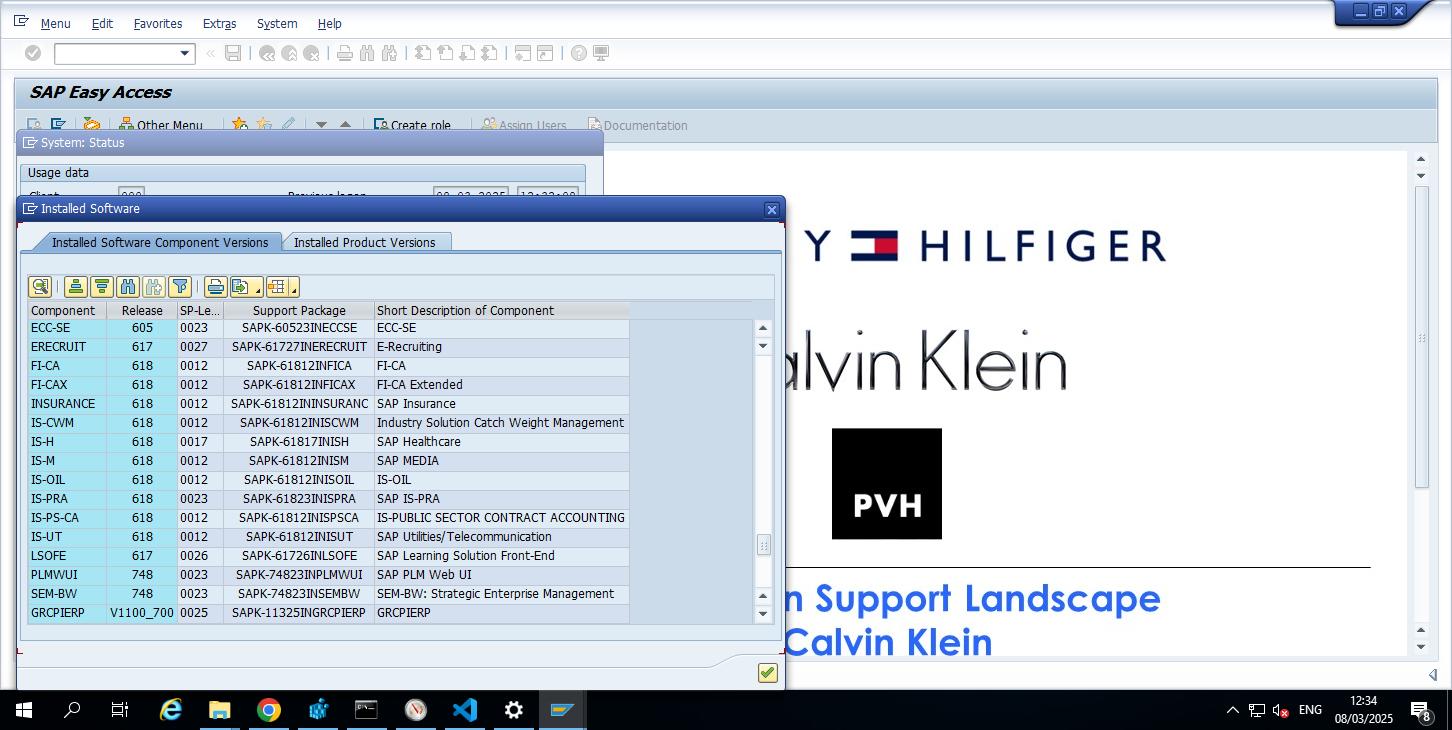 Menu Edit Favorites Extras System Help
SAP Easy Access
Other Menu Create role Assign Users Documentation
System: Status
Usage data
Installed Software
Installed Software Component Versions Installed Product Versions
Component Release SP-Le... Support Package Short Description of Component
ECC-SE 605 0023 SAPK-60523INECCSE ECC-SE
ERECRUIT 617 0027 SAPK-61727INERECRUIT E-Recruiting
FI-CA 618 0012 SAPK-61812INFICA FI-CA
FI-CAX 618 0012 SAPK-61812INFICAX FI-CA Extended
INSURANCE 618 0012 SAPK-61812ININSURANC SAP Insurance
IS-CWM 618 0012 SAPK-61812INISCWM Industry Solution Catch Weight Management
IS-H 618 0017 SAPK-61817INISH SAP Healthcare
IS-M 618 0012 SAPK-61812INISM SAP MEDIA
IS-OIL 618 0012 SAPK-61812INISOIL IS-OIL
IS-PRA 618 0023 SAPK-61823INISPRA SAP IS-PRA
IS-PS-CA 618 0012 SAPK-61812INISPSCA IS-PUBLIC SECTOR CONTRACT ACCOUNTING
IS-UT 618 0012 SAPK-61812INISUT SAP Utilities/Telecommunication
LSOFE 617 0026 SAPK-61726INLSOFE SAP Learning Solution Front-End
PLMWUI 748 0023 SAPK-74823INPLMWUI SAP PLM Web UI
SEM-BW 748 0023 SAPK-74823INSEMBW SEM-BW: Strategic Enterprise Management
GRCPIERP V1100_700 0025 SAPK-11325INGRCPIERP GRCPIERP
Y HILFIGER
alvin Klein
PVH
n Support Landscape
Calvin Klein
ENG
12:34
08/03/2025
8